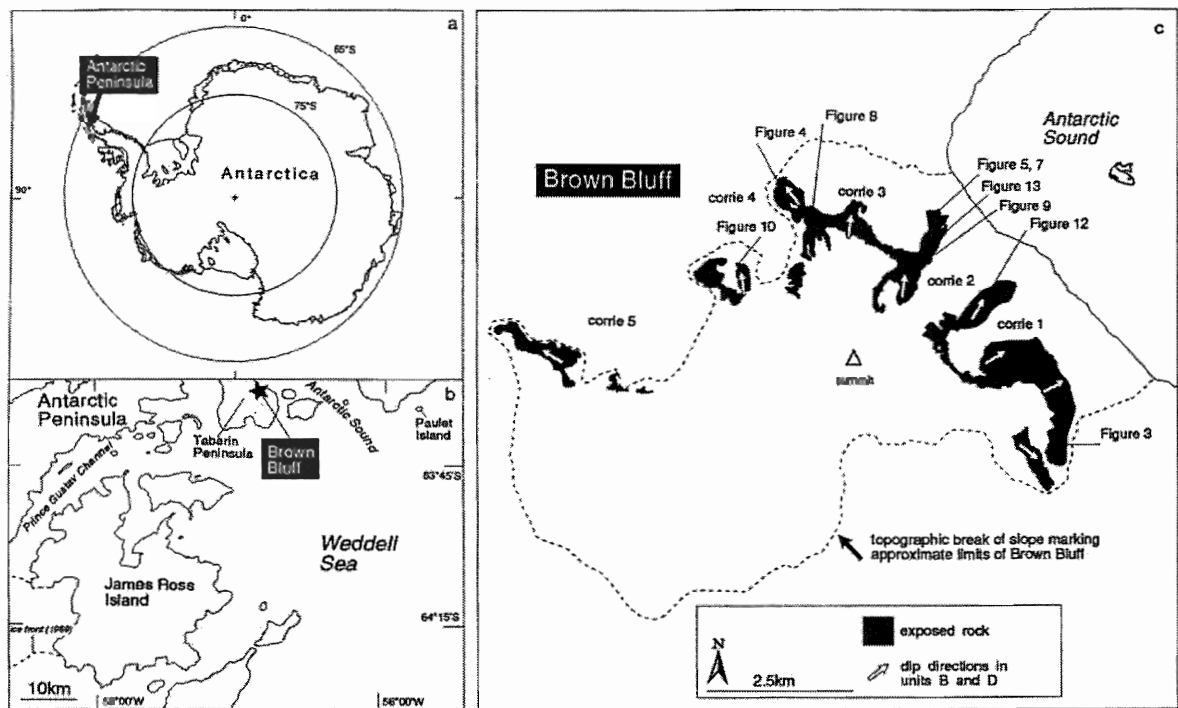 a
0°
65°S
Antarctic
Peninsula
75°S
Antarctica
90°
b
Antarctic
Peninsula
Antarctic Sound
Paulet
Island
Tabarin
Peninsula
Brown
Bluff
63°45'S
Prince Gustav Channel
Weddell
Sea
James Ross
Island
64°15'S
ice front (1969)
10km
58°00'W
56°00'W
c
Antarctic
Sound
Figure 8
Figure 4
Figure 5, 7
Figure 13
Figure 9
Figure 12
Brown Bluff
corrie 4
corrie 3
Figure 10
corrie 2
corrie 1
corrie 5
summit
Figure 3
topographic break of slope marking
approximate limits of Brown Bluff
N
2.5km
exposed rock
dip directions in
units B and D